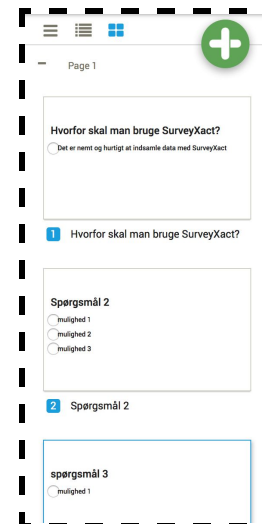 Page 1
Hvorfor skal man bruge SurveyXact?
Det er nemt og hurtigt at indsamle data med SurveyXact
1 Hvorfor skal man bruge SurveyXact?
Spørgsmål 2
mulighed 1
mulighed 2
mulighed 3
2 Spørgsmål 2
spørgsmål 3
mulighed 1